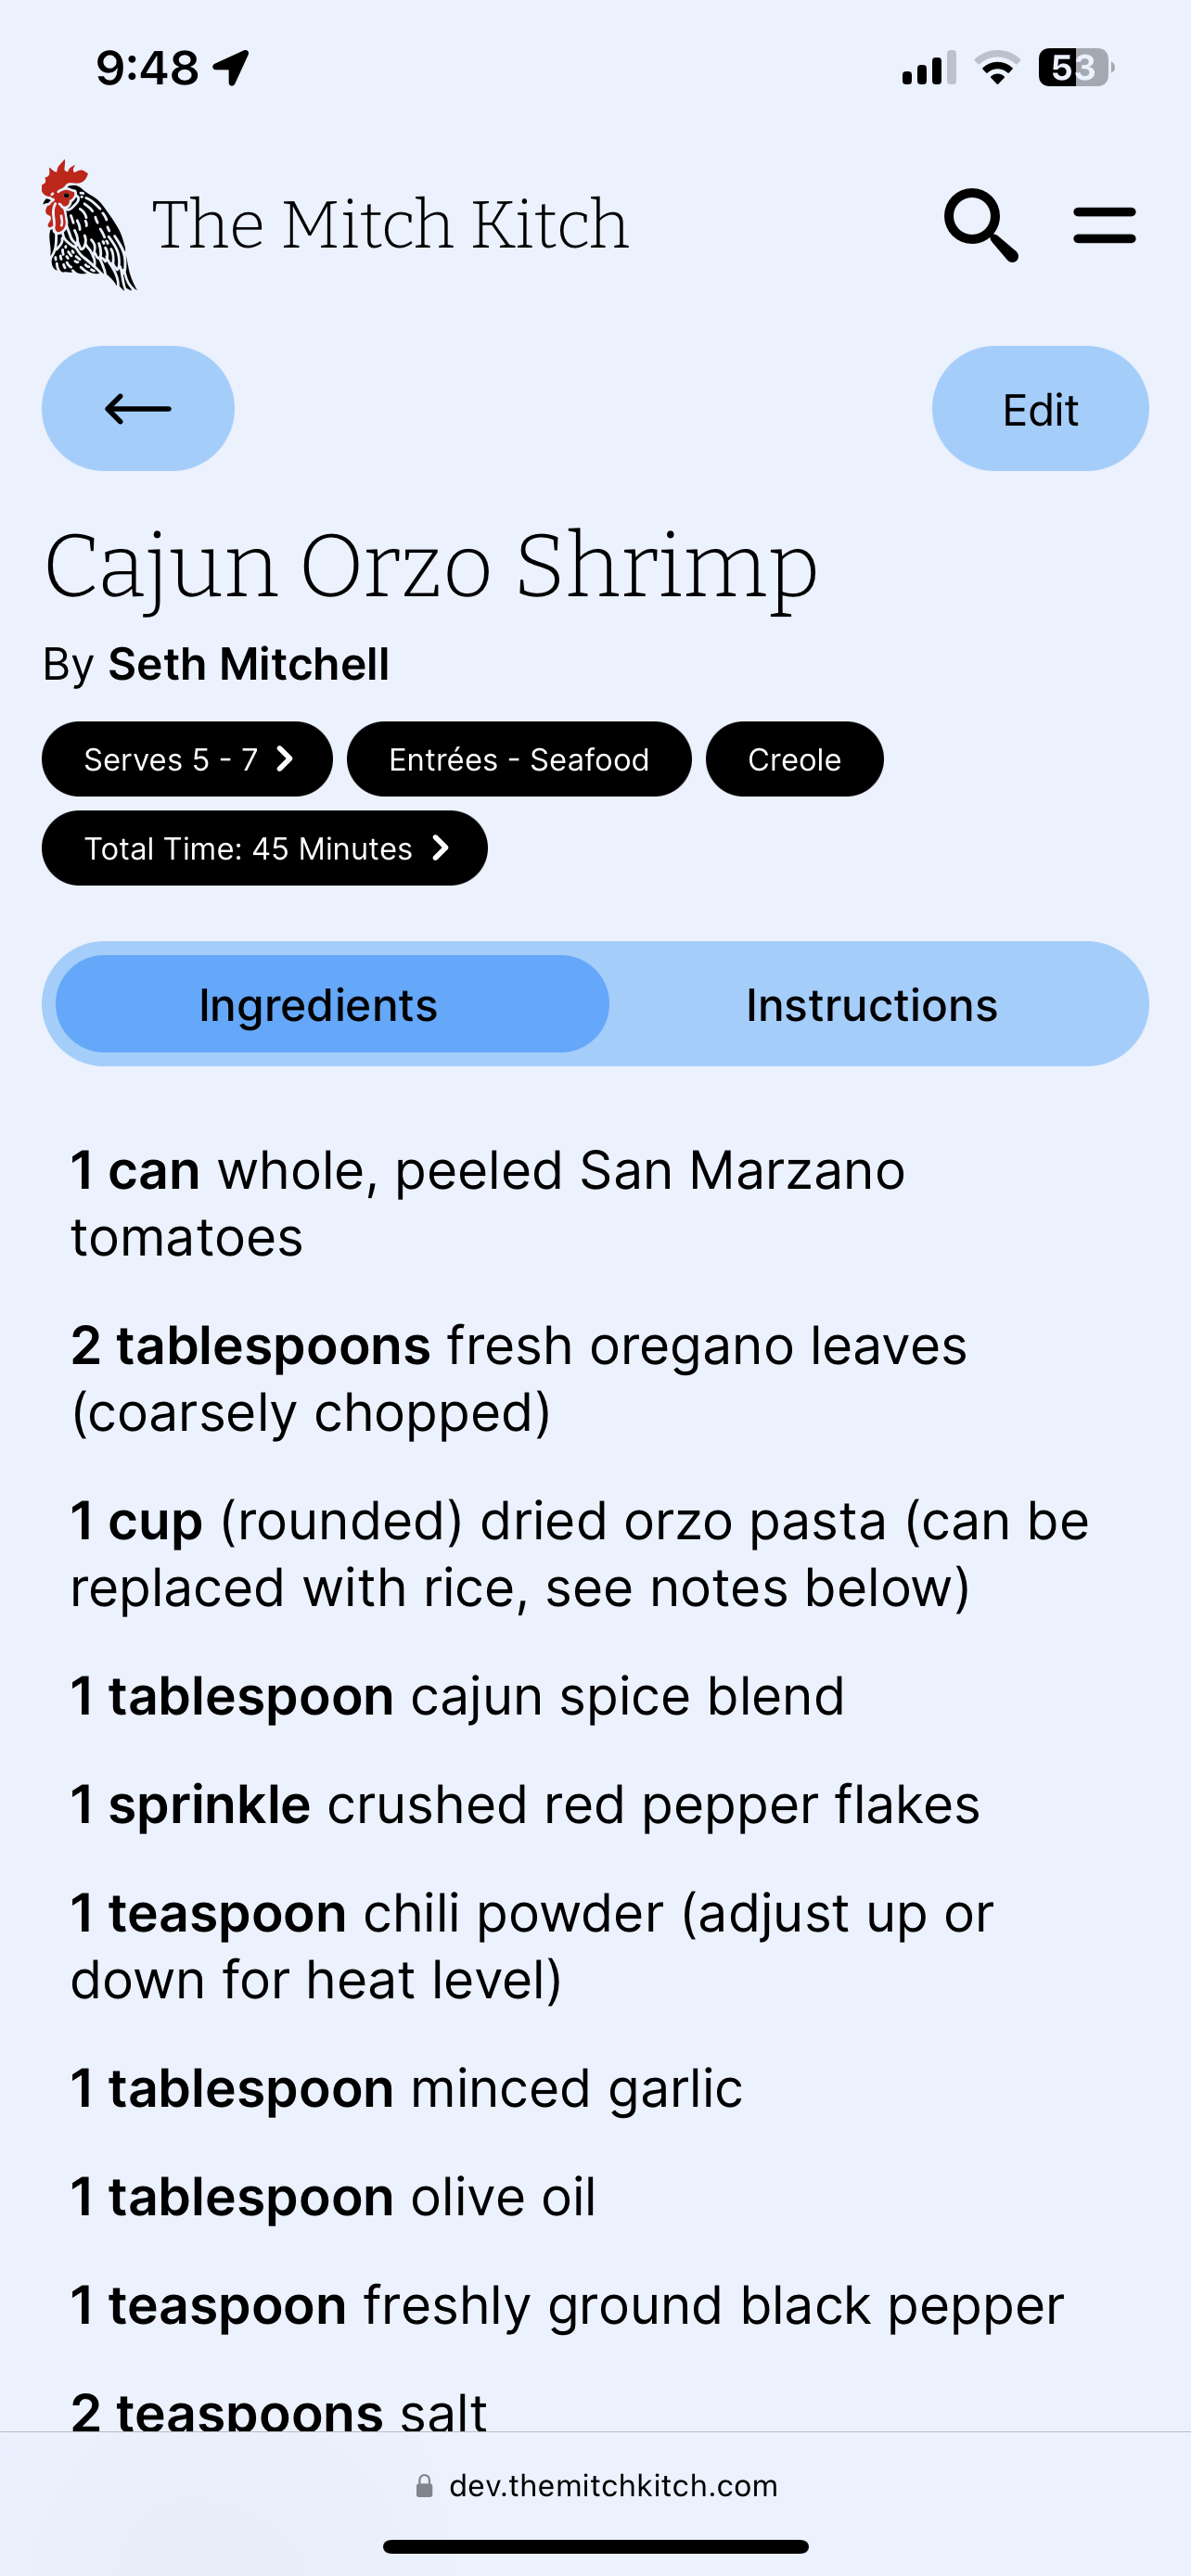 9:48
53
The Mitch Kitch
Edit
Cajun Orzo Shrimp
By Seth Mitchell
Serves 5 - 7
Entrées - Seafood
Creole
Total Time: 45 Minutes
Ingredients
Instructions
1 can whole, peeled San Marzano
tomatoes
2 tablespoons fresh oregano leaves
(coarsely chopped)
1 cup (rounded) dried orzo pasta (can be
replaced with rice, see notes below)
1 tablespoon cajun spice blend
1 sprinkle crushed red pepper flakes
1 teaspoon chili powder (adjust up or
down for heat level)
1 tablespoon minced garlic
1 tablespoon olive oil
1 teaspoon freshly ground black pepper
2 teaspoons salt
dev.themitchkitch.com